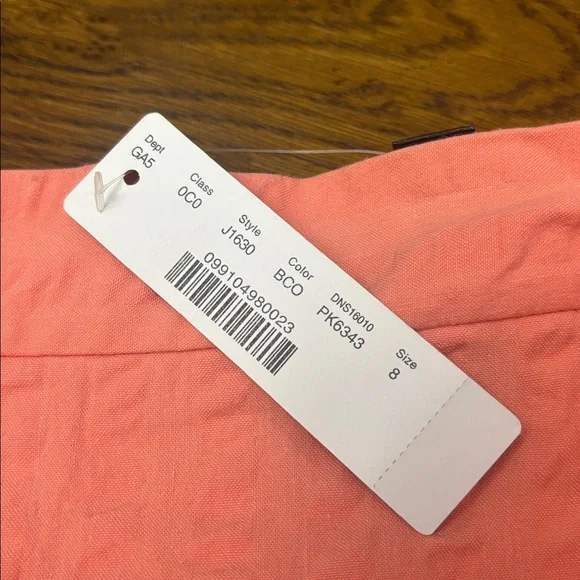 Dept Class Style Color DNS16010 Size
GA5 0C0 J1630 BCO PK6343 8
099104980023